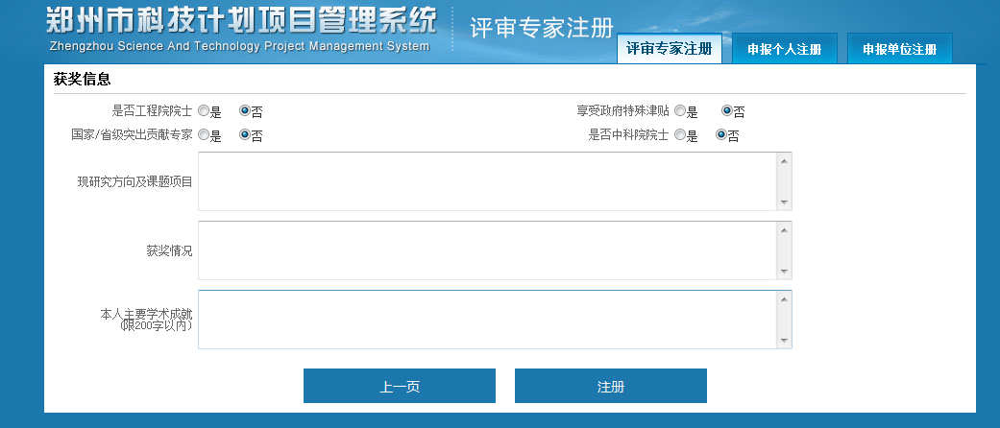 郑州市科技计划项目管理系统
Zhengzhou Science And Technology Project Management System
评审专家注册
评审专家注册 申报个人注册 申报单位注册
获奖信息
是否工程院院士 是 否 享受政府特殊津贴 是 否
国家/省级突出贡献专家 是 否 是否中科院院士 是 否
现研究方向及课题项目
获奖情况
本人主要学术成就
(限200字以内)
上一页 注册